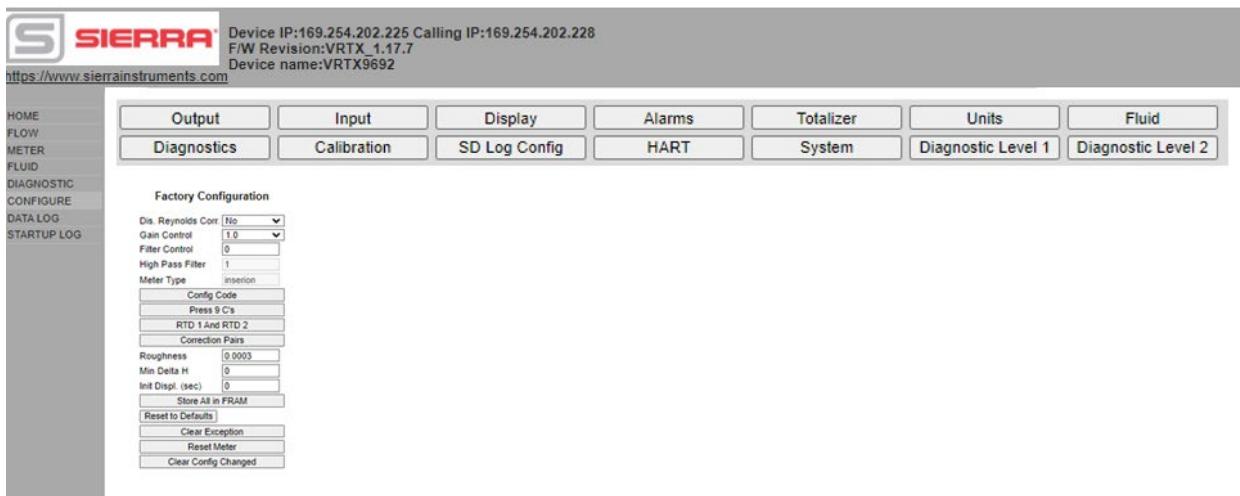 SIERRA
Device IP:169.254.202.225 Calling IP:169.254.202.228
F/W Revision:VRTX_1.17.7
Device name:VRTX9692
https://www.sierrainstruments.com
HOME
FLOW
METER
FLUID
DIAGNOSTIC
CONFIGURE
DATA LOG
STARTUP LOG
Output Input Display Alarms Totalizer Units Fluid
Diagnostics Calibration SD Log Config HART System Diagnostic Level 1 Diagnostic Level 2
Factory Configuration
Dis. Reynolds Corr. No
Gain Control 1.0
Filter Control 0
High Pass Filter 1
Meter Type inserion
Config Code
Press 9 C's
RTD 1 And RTD 2
Correction Pairs
Roughness 0.0003
Min Delta H 0
Init Displ. (sec) 0
Store All in FRAM
Reset to Defaults
Clear Exception
Reset Meter
Clear Config Changed